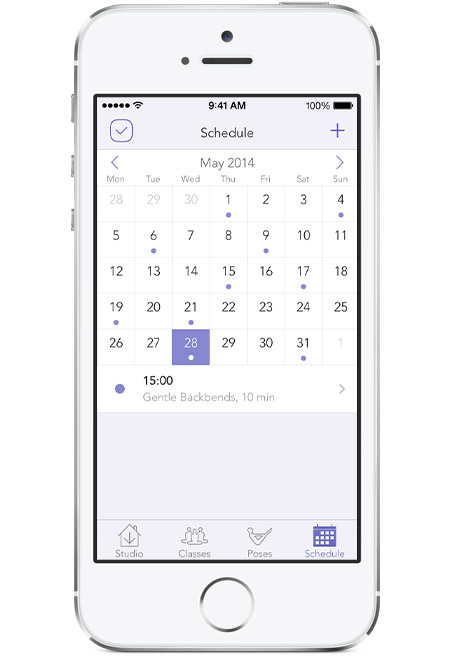 9:41 AM 100%
Schedule
May 2014
Mon Tue Wed Thu Fri Sat Sun
28 29 30 1 2 3 4
5 6 7 8 9 10 11
12 13 14 15 16 17 18
19 20 21 22 23 24 25
26 27 28 29 30 31 1
15:00
Gentle Backbends, 10 min
Studio Classes Poses Schedule